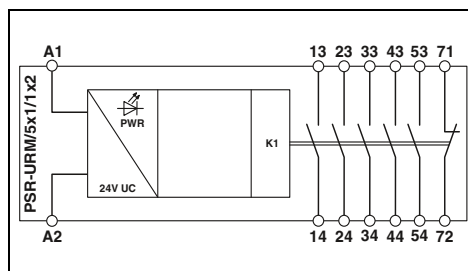 A1 13 23 33 43 53 71
PSR-URM/5x1/1x2
PWR
K1
24V UC
A2 14 24 34 44 54 72